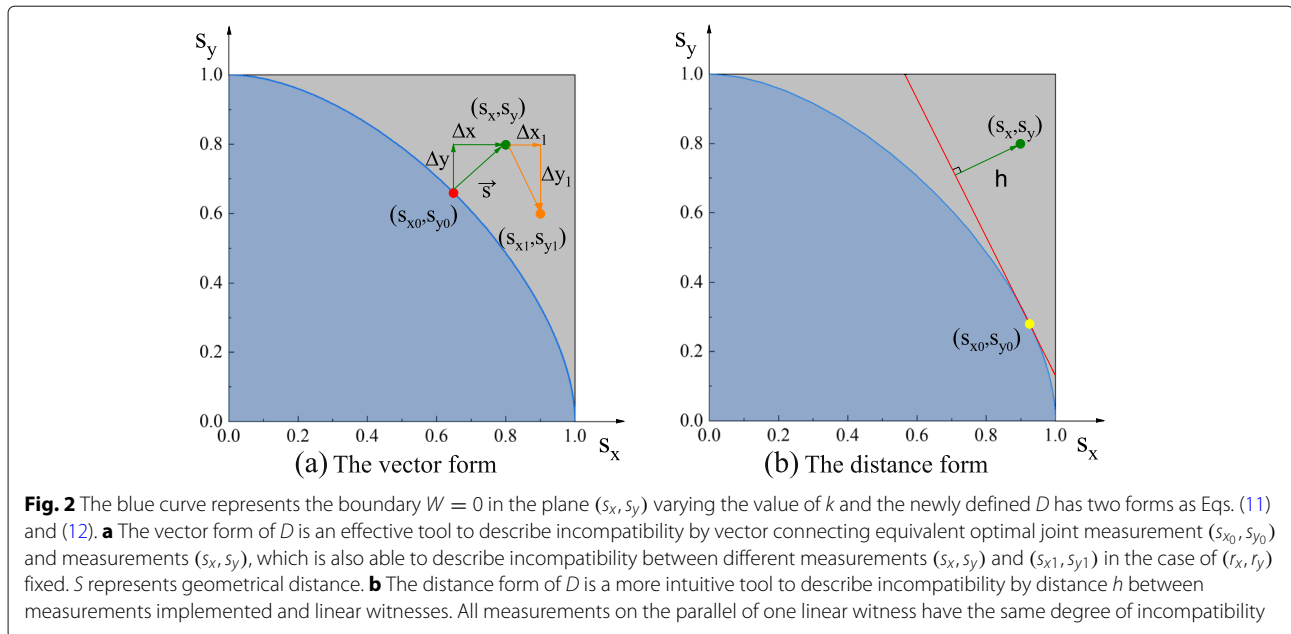 s_y
1.0
0.8
0.6
0.4
0.2
0.0
0.0 0.2 0.4 0.6 0.8 1.0
s_x
(s_x,s_y)
Δx
Δx_1
Δy
Δy_1
s⃗
(s_x0,s_y0)
(s_x1,s_y1)
(a) The vector form
s_y
1.0
0.8
0.6
0.4
0.2
0.0
0.0 0.2 0.4 0.6 0.8 1.0
s_x
(s_x,s_y)
h
(s_x0,s_y0)
(b) The distance form
Fig. 2 The blue curve represents the boundary W = 0 in the plane (s_x, s_y) varying the value of k and the newly defined D has two forms as Eqs. (11)
and (12). a The vector form of D is an effective tool to describe incompatibility by vector connecting equivalent optimal joint measurement (s_x0, s_y0)
and measurements (s_x, s_y), which is also able to describe incompatibility between different measurements (s_x, s_y) and (s_x1, s_y1) in the case of (r_x, r_y)
fixed. S represents geometrical distance. b The distance form of D is a more intuitive tool to describe incompatibility by distance h between
measurements implemented and linear witnesses. All measurements on the parallel of one linear witness have the same degree of incompatibility